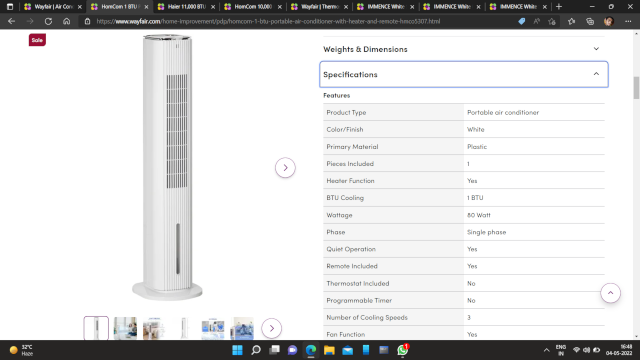 Wayfair | Air Cor
HomCom 1 BTU
Haier 11,000 BTU
HomCom 10,000
Wayfair | Thermo
IMMENCE White
IMMENCE White
IMMENCE White
https://www.wayfair.com/home-improvement/pdp/homcom-1-btu-portable-air-conditioner-with-heater-and-remote-hmco5307.html
Sale
Weights & Dimensions
Specifications
Features
Product Type Portable air conditioner
Color/Finish White
Primary Material Plastic
Pieces Included 1
Heater Function Yes
BTU Cooling 1 BTU
Wattage 80 Watt
Phase Single phase
Quiet Operation Yes
Remote Included Yes
Thermostat Included No
Programmable Timer No
Number of Cooling Speeds 3
Fan Function Yes
32°C
Haze
ENG
IN
16:48
04-05-2022